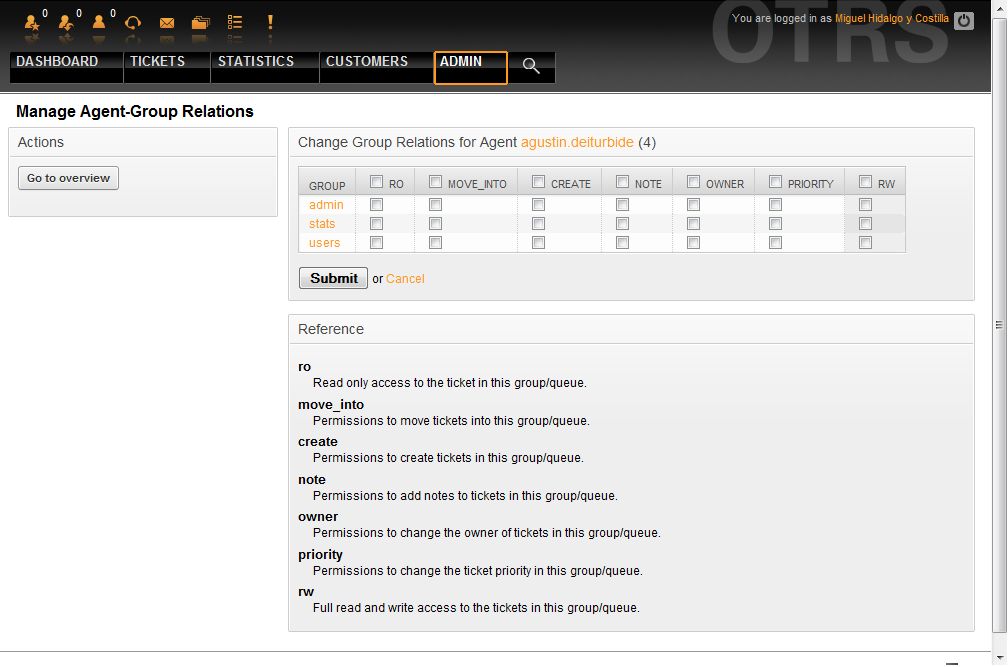 0 0 0
You are logged in as Miguel Hidalgo y Costilla
OTRS
DASHBOARD TICKETS STATISTICS CUSTOMERS ADMIN
Manage Agent-Group Relations
Actions
Go to overview
Change Group Relations for Agent agustin.deiturbide (4)
GROUP RO MOVE_INTO CREATE NOTE OWNER PRIORITY RW
admin
stats
users
Submit or Cancel
Reference
ro
Read only access to the ticket in this group/queue.
move_into
Permissions to move tickets into this group/queue.
create
Permissions to create tickets in this group/queue.
note
Permissions to add notes to tickets in this group/queue.
owner
Permissions to change the owner of tickets in this group/queue.
priority
Permissions to change the ticket priority in this group/queue.
rw
Full read and write access to the tickets in this group/queue.